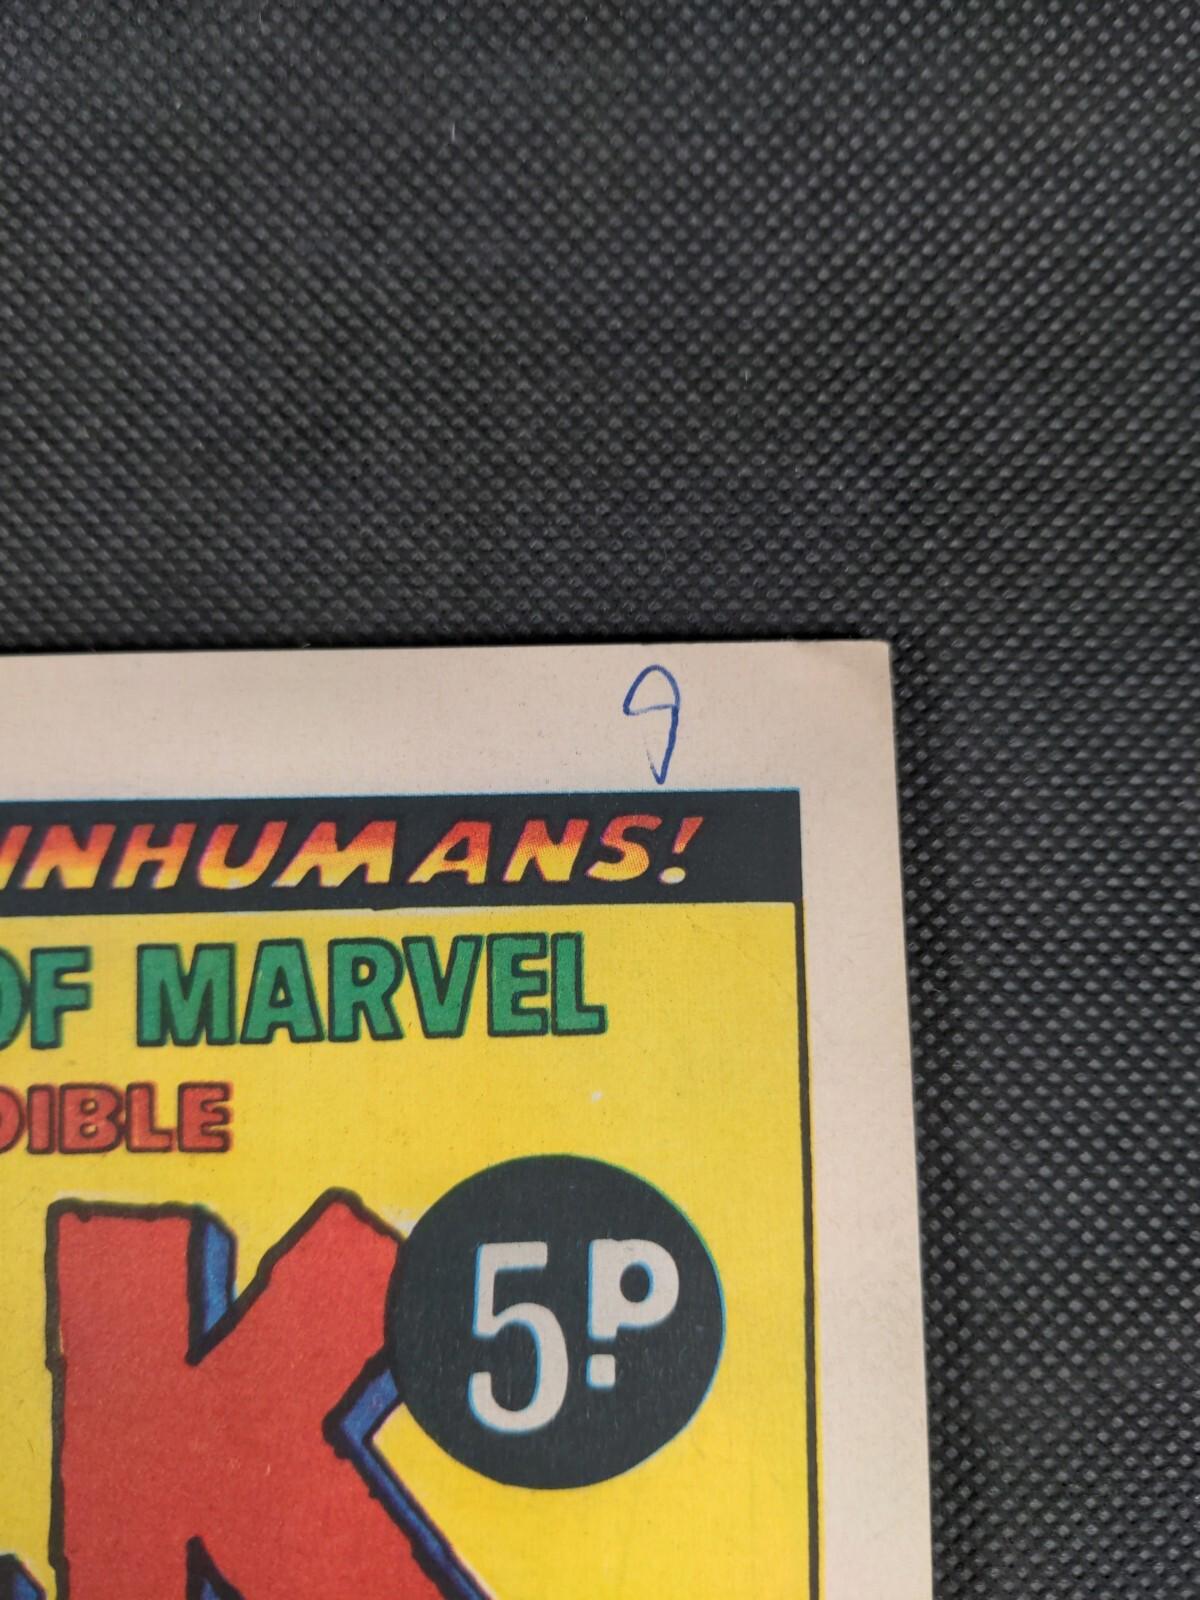 9
INHUMANS!
OF MARVEL
DIBLE
K
5P